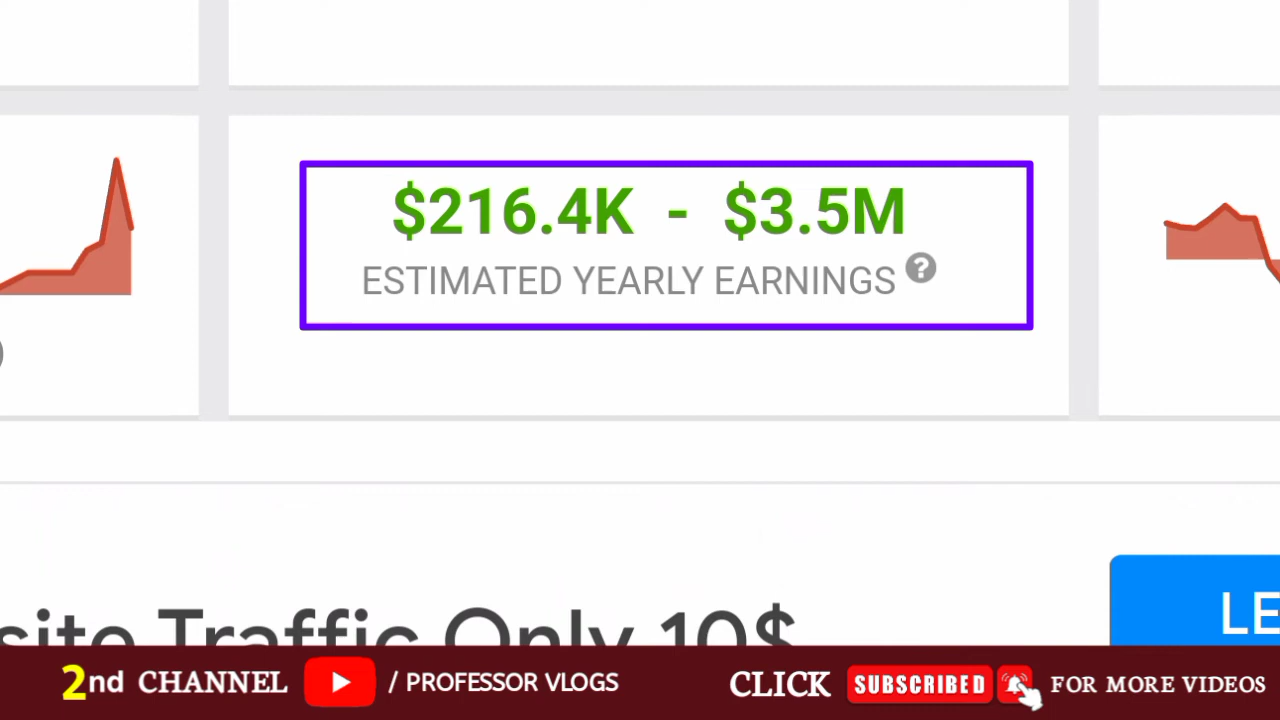 $216.4K - $3.5M
ESTIMATED YEARLY EARNINGS ?
site Traffic Only 10$
LE
2nd CHANNEL / PROFESSOR VLOGS CLICK SUBSCRIBED FOR MORE VIDEOS